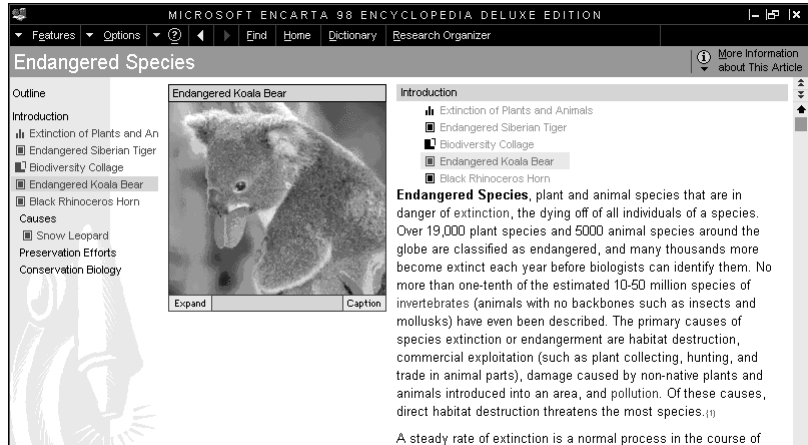 MICROSOFT ENCARTA 98 ENCYCLOPEDIA DELUXE EDITION
Features Options Find Home Dictionary Research Organizer
Endangered Species
More Information
about This Article
Outline
Introduction
Extinction of Plants and An
Endangered Siberian Tiger
Biodiversity Collage
Endangered Koala Bear
Black Rhinoceros Horn
Causes
Snow Leopard
Preservation Efforts
Conservation Biology
Endangered Koala Bear
Expand Caption
Introduction
Extinction of Plants and Animals
Endangered Siberian Tiger
Biodiversity Collage
Endangered Koala Bear
Black Rhinoceros Horn
Endangered Species, plant and animal species that are in
danger of extinction, the dying off of all individuals of a species.
Over 19,000 plant species and 5000 animal species around the
globe are classified as endangered, and many thousands more
become extinct each year before biologists can identify them. No
more than one-tenth of the estimated 10-50 million species of
invertebrates (animals with no backbones such as insects and
mollusks) have even been described. The primary causes of
species extinction or endangerment are habitat destruction,
commercial exploitation (such as plant collecting, hunting, and
trade in animal parts), damage caused by non-native plants and
animals introduced into an area, and pollution. Of these causes,
direct habitat destruction threatens the most species.(1)
A steady rate of extinction is a normal process in the course of